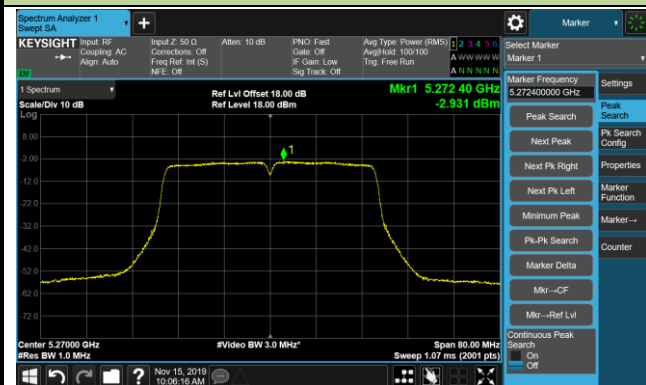 Spectrum Analyzer 1
Swept SA
Marker
KEYSIGHT
Input: RF
Coupling: AC
Align: Auto
Input Z: 50 Ω
Corrections: Off
Freq Ref: Int (S)
NFE: Off
Atten: 10 dB
PNO: Fast
Gate: Off
IF Gain: Low
Sig Track: Off
Avg Type: Power (RMS)
Avg|Hold: 100/100
Trig: Free Run
1 2 3 4 5 6
A W W W W W
A N N N N N
LXI
1 Spectrum
Scale/Div 10 dB
Log
Ref Lvl Offset 18.00 dB
Ref Level 18.00 dBm
Mkr1 5.272 40 GHz
-2.931 dBm
1
8.00
-2.00
-12.0
-22.0
-32.0
-42.0
-52.0
-62.0
-72.0
Center 5.27000 GHz
#Res BW 1.0 MHz
#Video BW 3.0 MHz*
Span 80.00 MHz
Sweep 1.07 ms (2001 pts)
Nov 15, 2019
10:06:16 AM
Select Marker
Marker 1
Marker Frequency
5.272400000 GHz
Peak Search
Next Peak
Next Pk Right
Next Pk Left
Minimum Peak
Pk-Pk Search
Marker Delta
Mkr→CF
Mkr→Ref Lvl
Continuous Peak
Search
On
Off
Settings
Peak
Search
Pk Search
Config
Properties
Marker
Function
Marker→
Counter